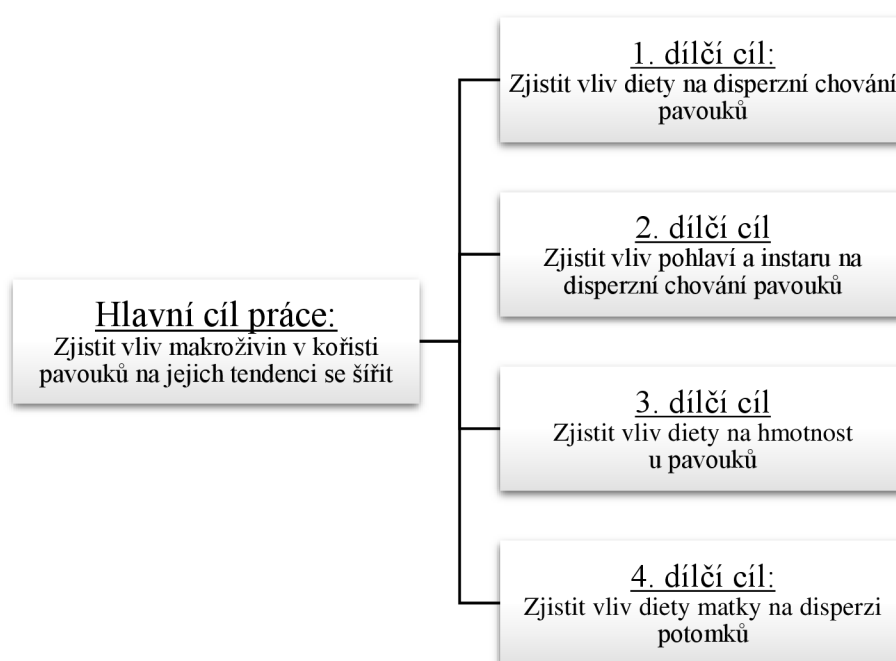 Hlavní cíl práce:
Zjistit vliv makroživin v kořisti
pavouků na jejich tendenci se šířit
1. dílčí cíl:
Zjistit vliv diety na disperzní chování
pavouků
2. dílčí cíl
Zjistit vliv pohlaví a instaru na
disperzní chování pavouků
3. dílčí cíl
Zjistit vliv diety na hmotnost
u pavouků
4. dílčí cíl:
Zjistit vliv diety matky na disperzi
potomků